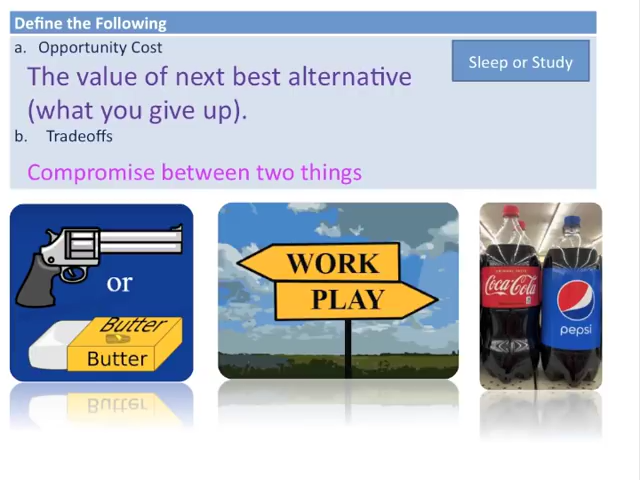 Define the Following
a. Opportunity Cost
Sleep or Study
The value of next best alternative
(what you give up).
b. Tradeoffs
Compromise between two things
or
Butter
Butter
WORK
PLAY
Coca-Cola
pepsi
Butter